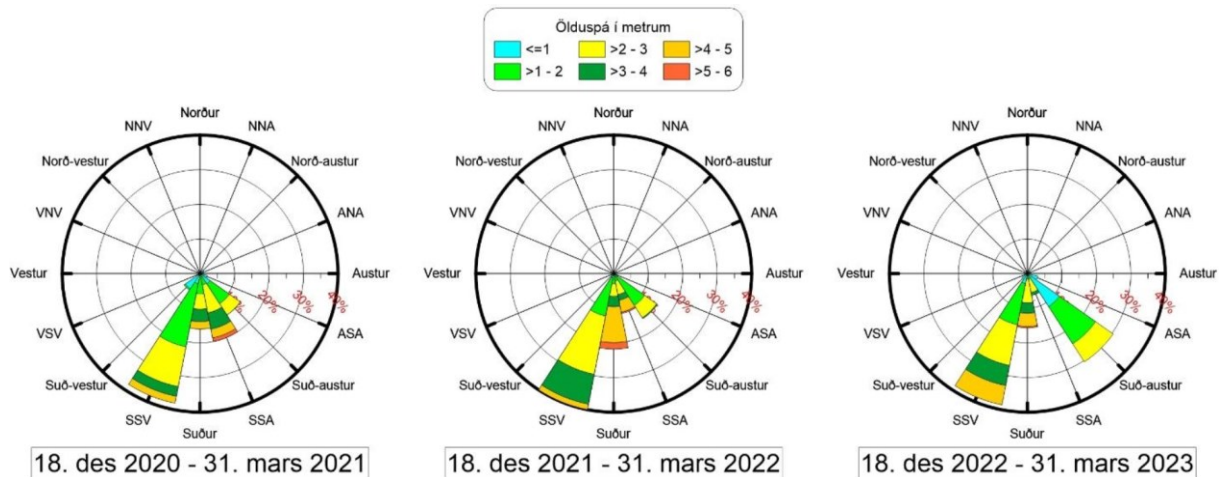 Ölduspá í metrum
<=1 >2 - 3 >4 - 5
>1 - 2 >3 - 4 >5 - 6
Norður
NNV NNA
Norð-vestur Norð-austur
VNV ANA
Vestur Austur
20% 30% 40%
VSV ASA
Suð-vestur Suð-austur
SSV SSA
Suður
18. des 2020 - 31. mars 2021
Norður
NNV NNA
Norð-vestur Norð-austur
VNV ANA
Vestur Austur
20% 30% 40%
VSV ASA
Suð-vestur Suð-austur
SSV SSA
Suður
18. des 2021 - 31. mars 2022
Norður
NNV NNA
Norð-vestur Norð-austur
VNV ANA
Vestur Austur
20% 30% 40%
VSV ASA
Suð-vestur Suð-austur
SSV SSA
Suður
18. des 2022 - 31. mars 2023